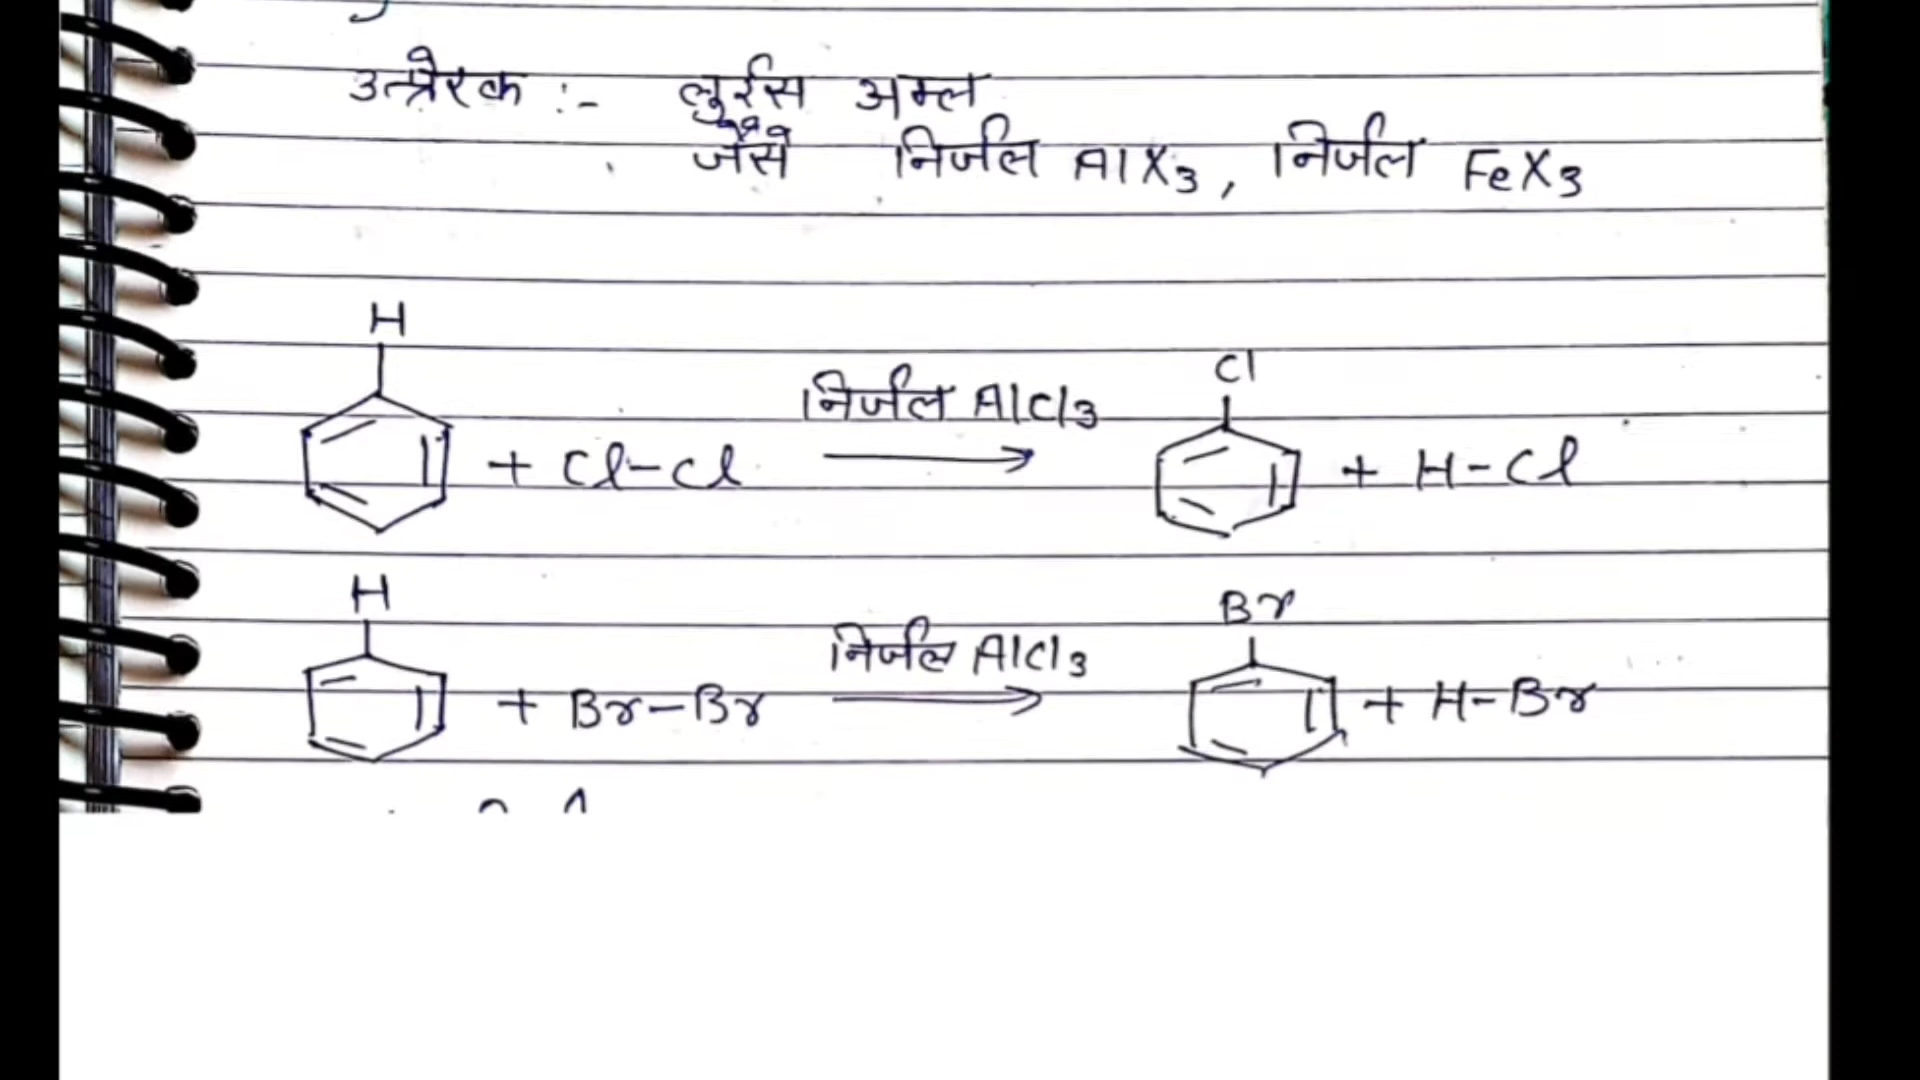 उत्प्रेरक :- लुईस अम्ल
जैसे निर्जल AlX3, निर्जल FeX3
H
निर्जल AlCl3
Cl
+ Cl-Cl → + H-Cl
H
निर्जल AlCl3
Br
+ Br-Br → + H-Br